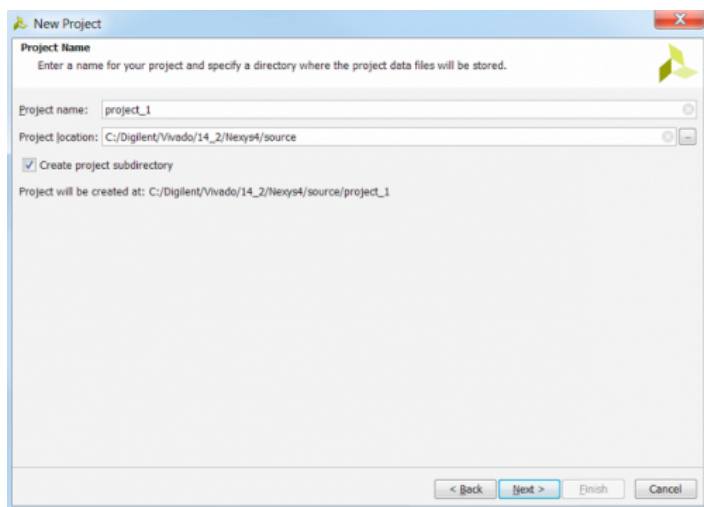 New Project
Project Name
Enter a name for your project and specify a directory where the project data files will be stored.
Project name: project_1
Project location: C:/Digilent/Vivado/14_2/Nexys4/source
Create project subdirectory
Project will be created at: C:/Digilent/Vivado/14_2/Nexys4/source/project_1
< Back Next > Finish Cancel